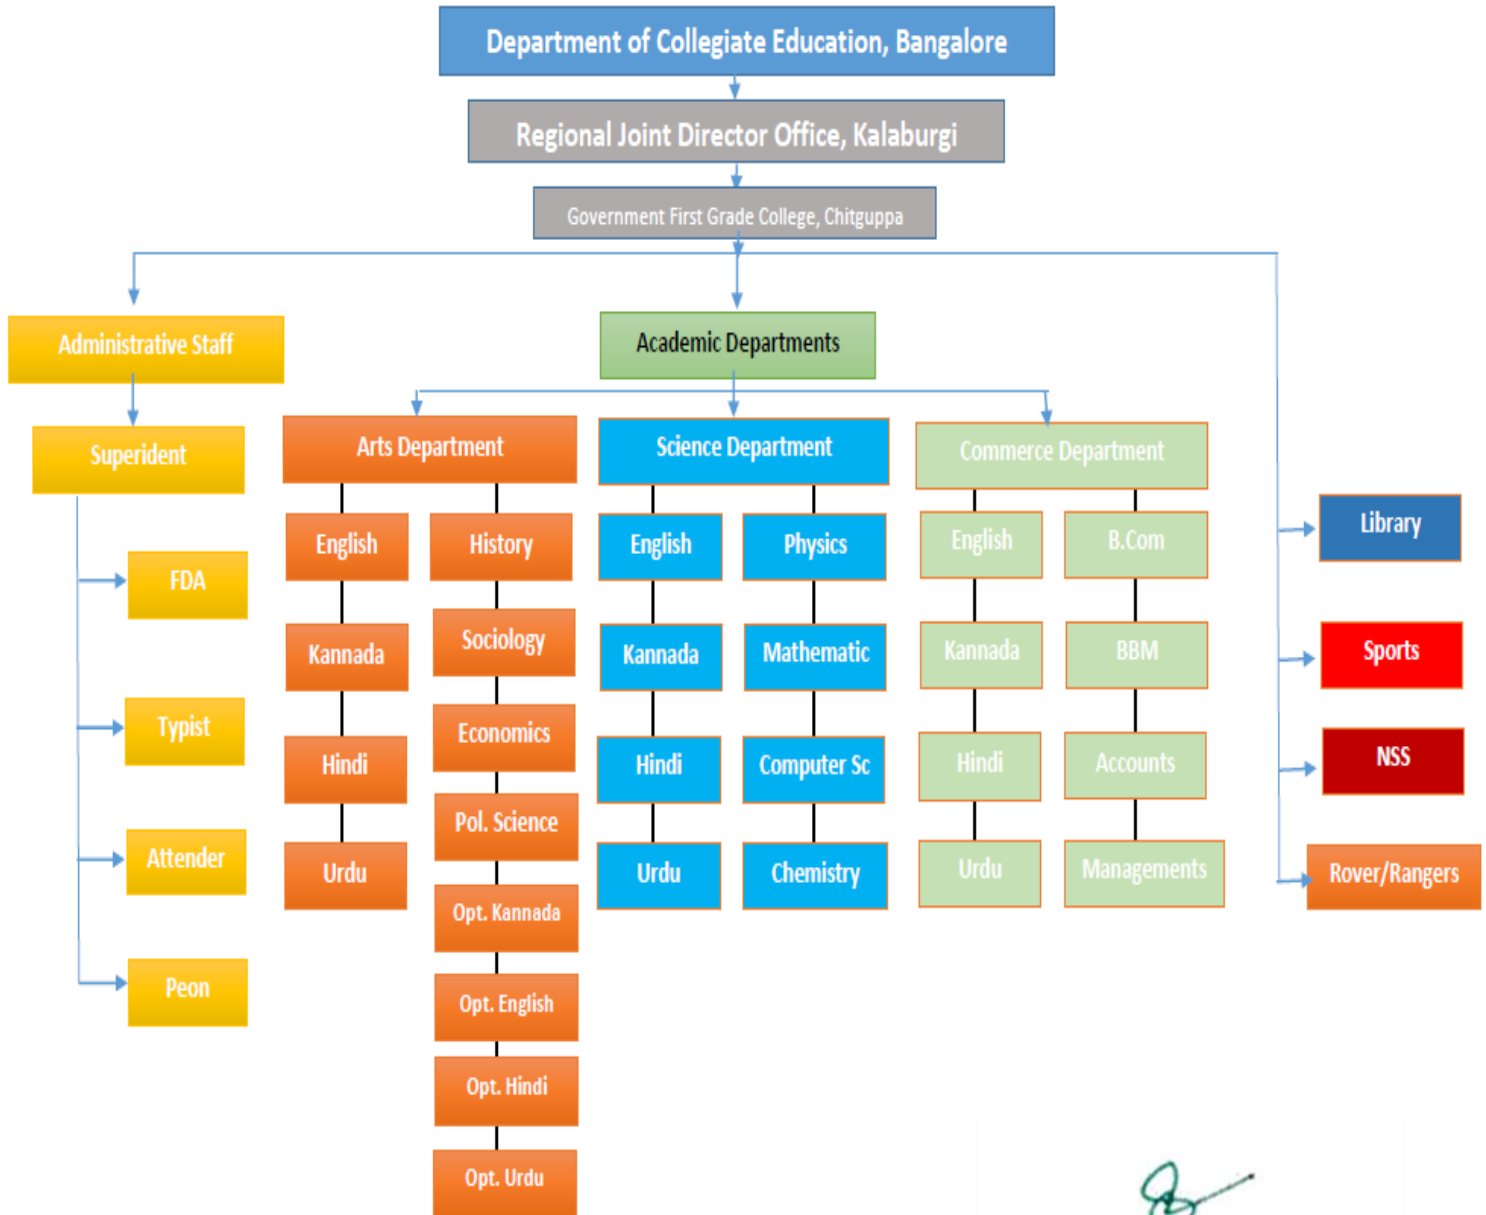 Department of Collegiate Education, Bangalore
Regional Joint Director Office, Kalaburgi
Government First Grade College, Chitguppa
Administrative Staff
Superident
FDA
Typist
Attender
Peon
Academic Departments
Arts Department
English
Kannada
Hindi
Urdu
History
Sociology
Economics
Pol. Science
Opt. Kannada
Opt. English
Opt. Hindi
Opt. Urdu
Science Department
English
Kannada
Hindi
Urdu
Physics
Mathematic
Computer Sc
Chemistry
Commerce Department
English
Kannada
Hindi
Urdu
B.Com
BBM
Accounts
Managements
Library
Sports
NSS
Rover/Rangers